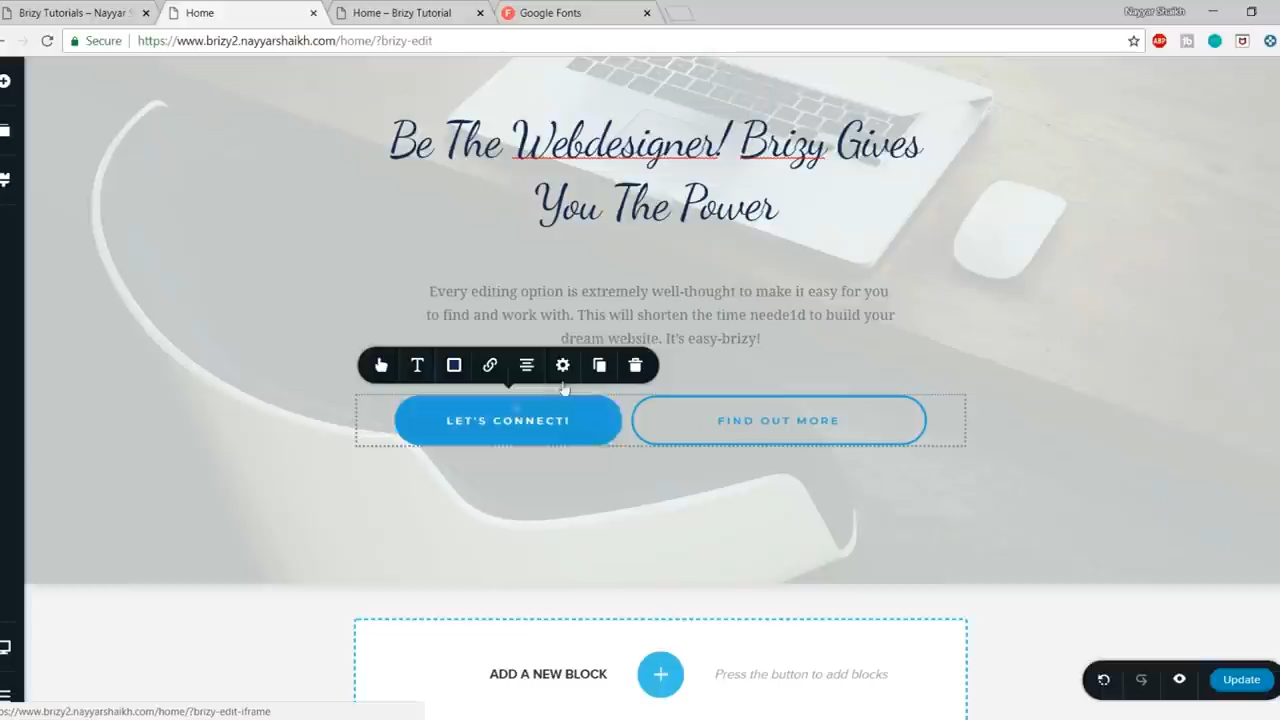 Brizy Tutorials – Nayyar S
Home
Home – Brizy Tutorial
Google Fonts
Nayyar Shaikh
Secure
https://www.brizy2.nayyarshaikh.com/home/?brizy-edit
ABP
Be The Webdesigner! Brizy Gives
You The Power
Every editing option is extremely well-thought to make it easy for you
to find and work with. This will shorten the time neede1d to build your
dream website. It's easy-brizy!
LET'S CONNECT!
FIND OUT MORE
ADD A NEW BLOCK
Press the button to add blocks
Update
ps://www.brizy2.nayyarshaikh.com/home/?brizy-edit-iframe